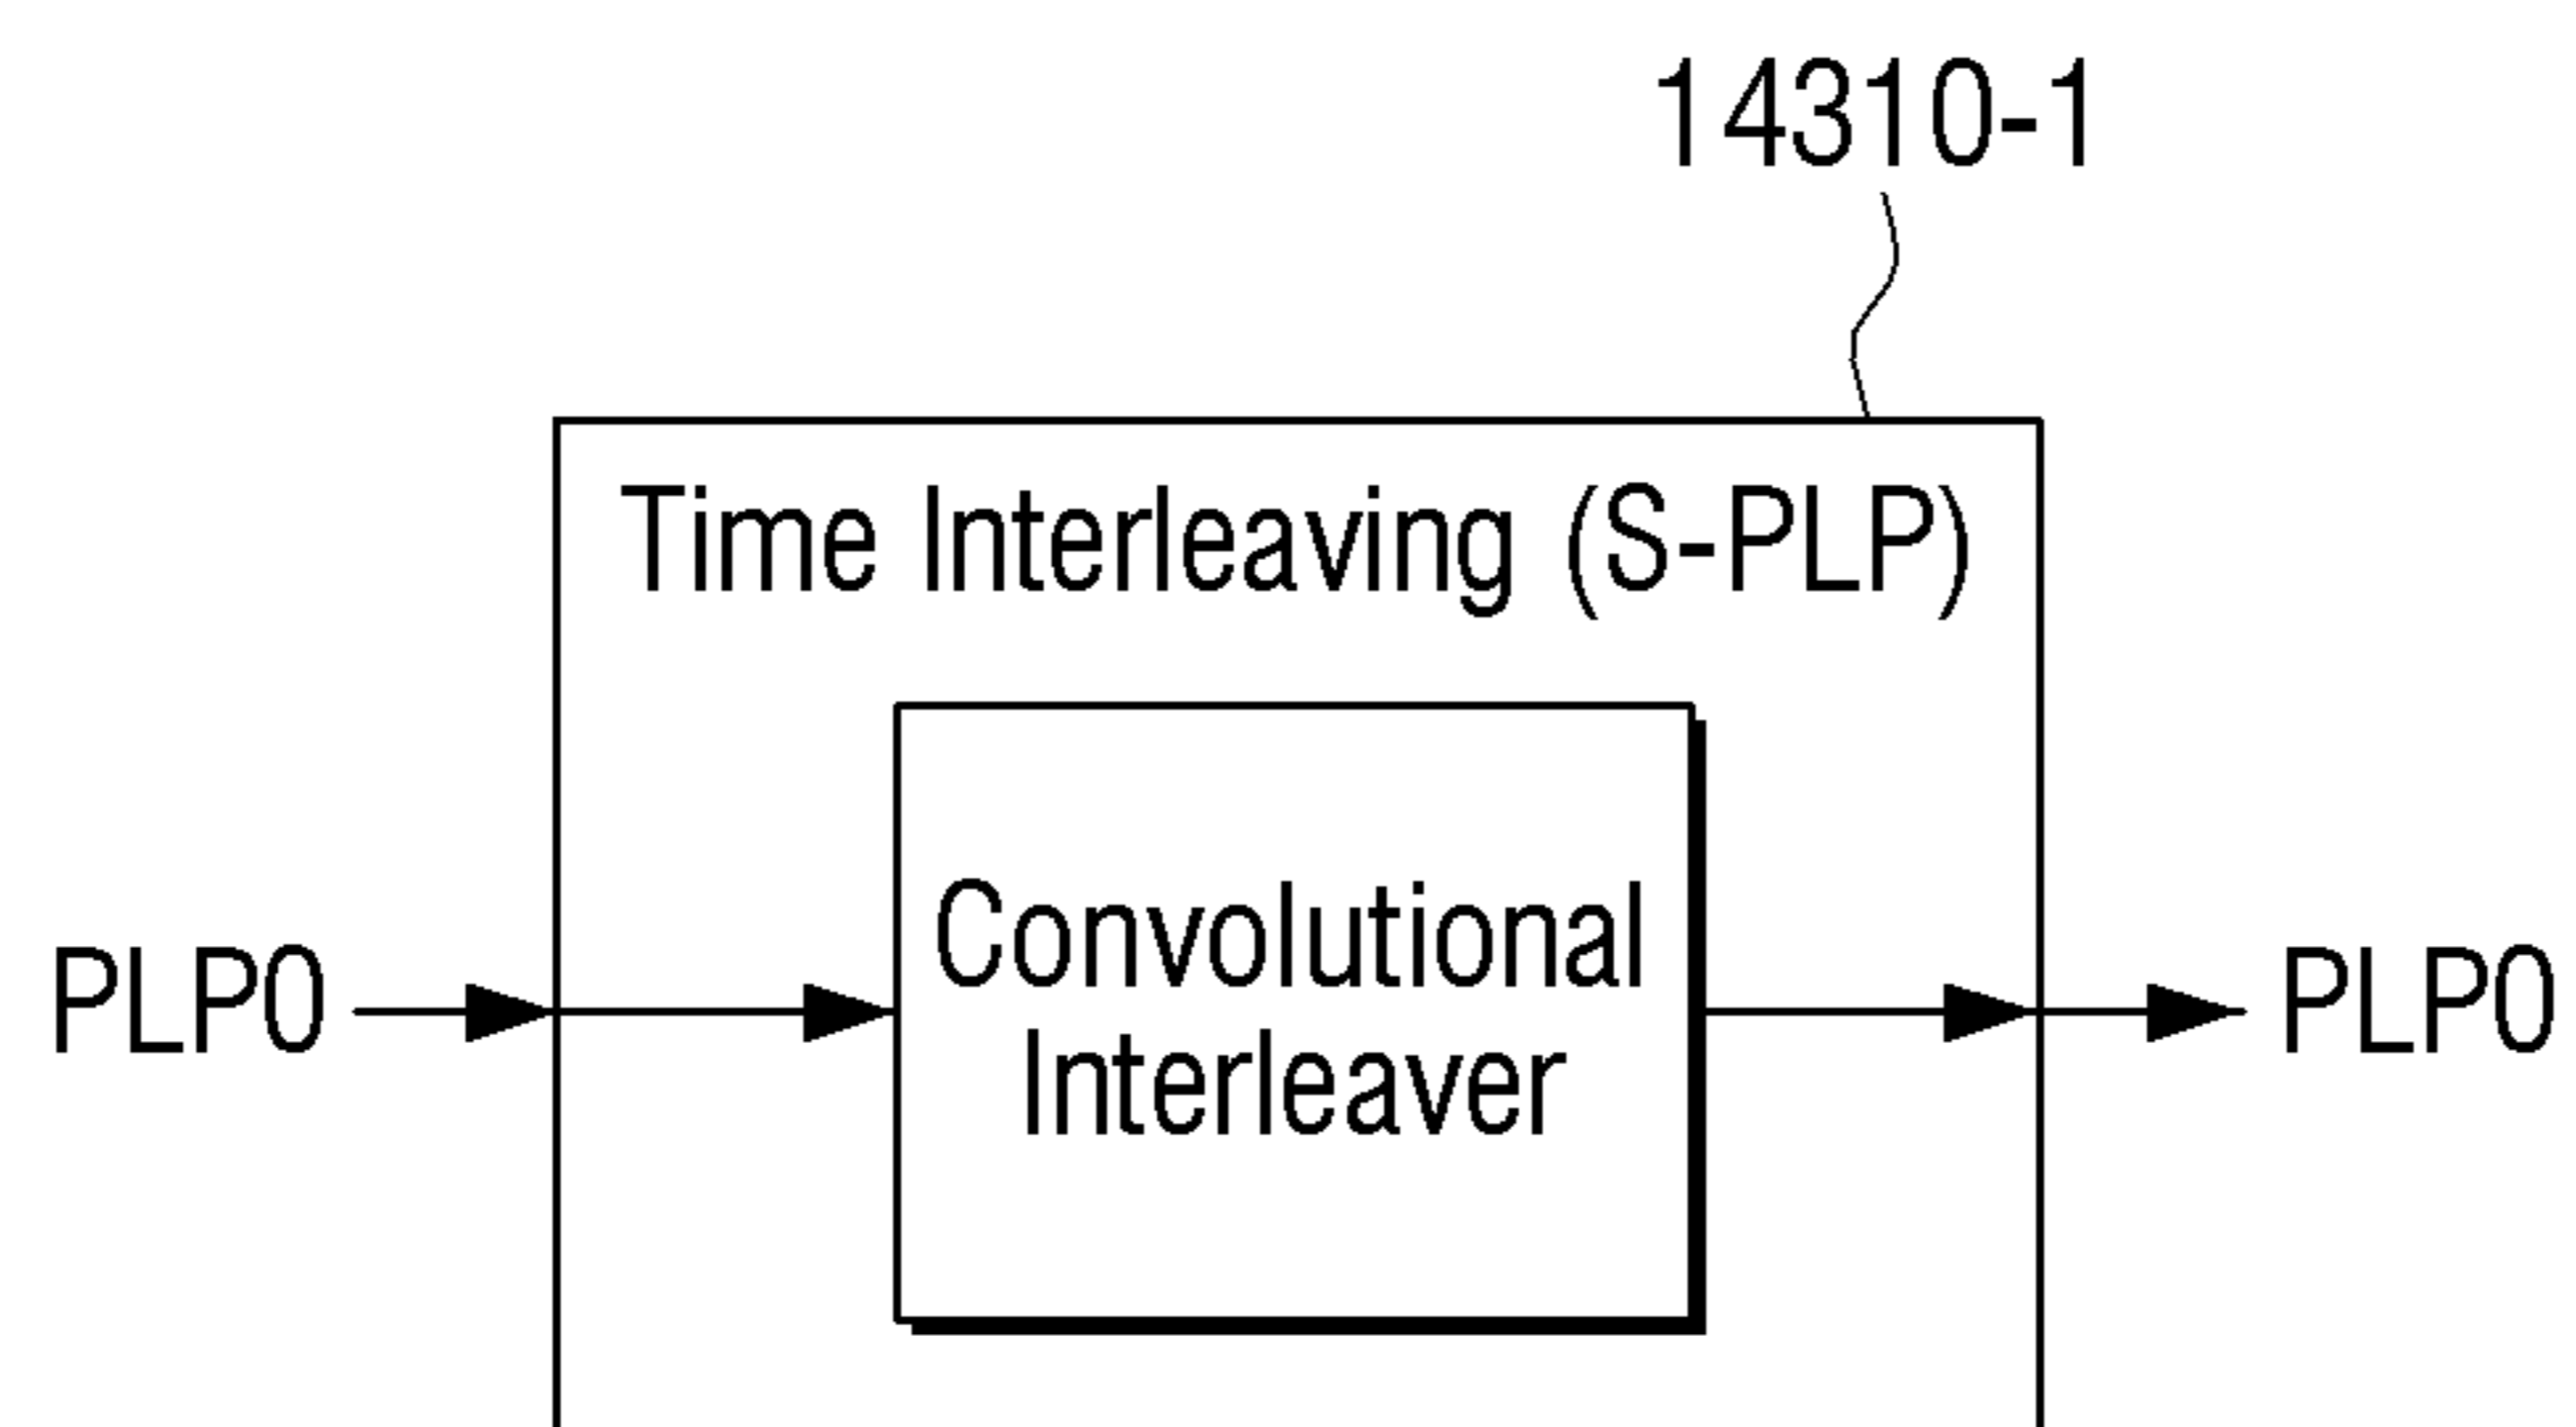 14310-1
Time Interleaving (S-PLP)
Convolutional
Interleaver
PLP0
PLP0